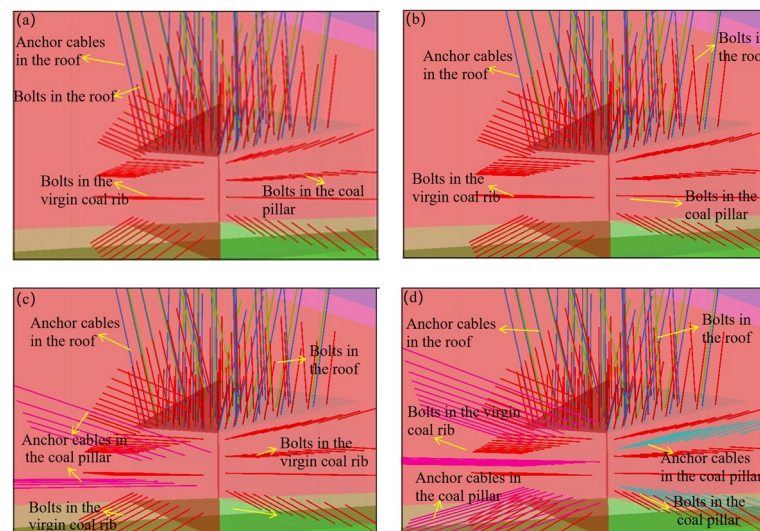 (a)
Anchor cables
in the roof
Bolts in the roof
Bolts in the
virgin coal rib
Bolts in the coal
pillar
(b)
Anchor cables
in the roof
Bolts in
the roof
Bolts in the
virgin coal rib
Bolts in the
coal pillar
(c)
Anchor cables
in the roof
Bolts in
the roof
Anchor cables in
the coal pillar
Bolts in the
virgin coal rib
Bolts in the
virgin coal rib
(d)
Anchor cables
in the roof
Bolts in
the roof
Bolts in the virgin
coal rib
Anchor cables
in the coal pillar
Anchor cables
in the coal pillar
Bolts in the
coal pillar